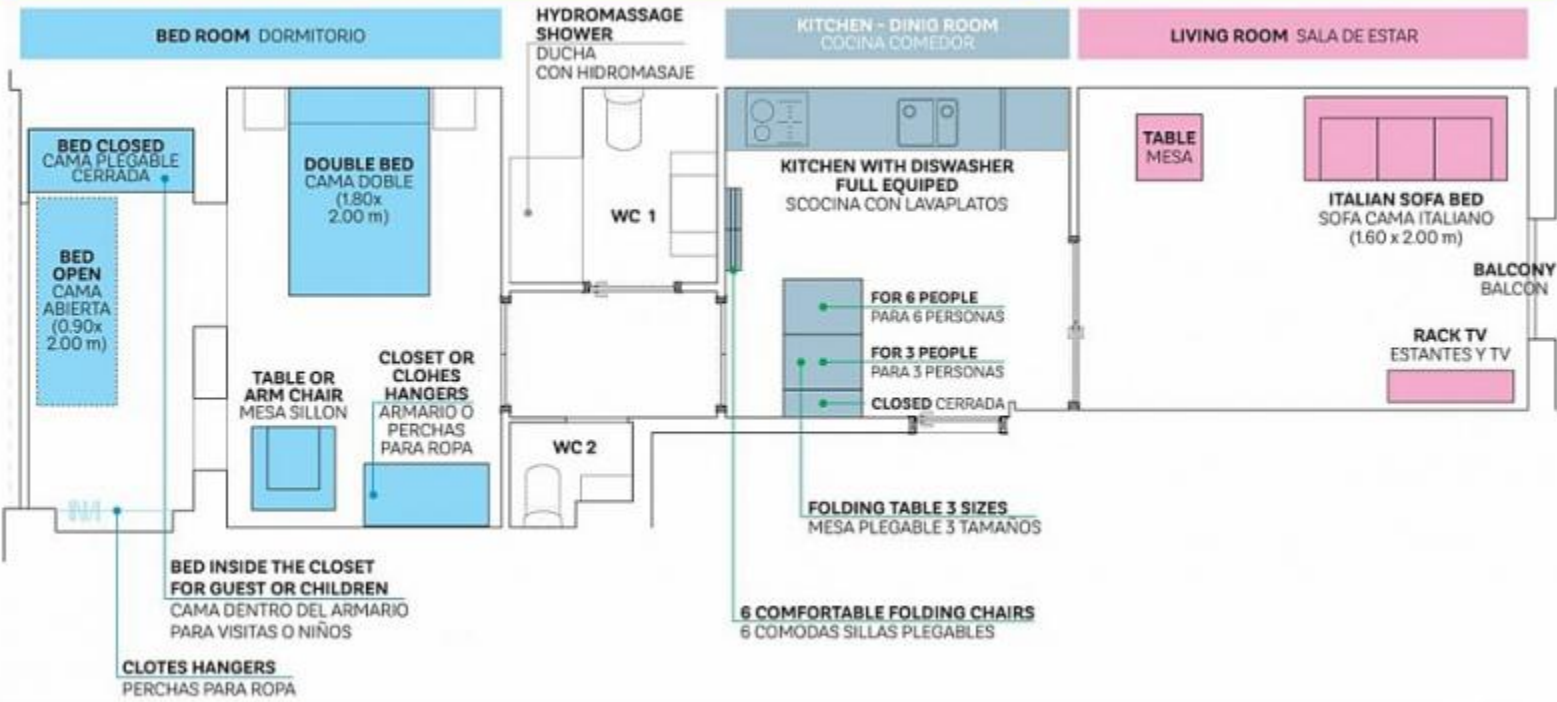 BED ROOM DORMITORIO
HYDROMASSAGE
SHOWER
DUCHA
CON HIDROMASAJE
KITCHEN - DINIG ROOM
COCINA COMEDOR
LIVING ROOM SALA DE ESTAR
BED CLOSED
CAMA PLEGABLE
CERRADA
BED
OPEN
CAMA
ABIERTA
(0.90x
2.00 m)
DOUBLE BED
CAMA DOBLE
(1.80x
2.00 m)
TABLE OR
ARM CHAIR
MESA SILLON
CLOSET OR
CLOHES
HANGERS
ARMARIO O
PERCHAS
PARA ROPA
WC 1
WC 2
KITCHEN WITH DISWASHER
FULL EQUIPED
SCOCINA CON LAVAPLATOS
FOR 6 PEOPLE
PARA 6 PERSONAS
FOR 3 PEOPLE
PARA 3 PERSONAS
CLOSED CERRADA
TABLE
MESA
ITALIAN SOFA BED
SOFA CAMA ITALIANO
(1.60 x 2.00 m)
BALCONY
BALCON
RACK TV
ESTANTES Y TV
FOLDING TABLE 3 SIZES
MESA PLEGABLE 3 TAMAÑOS
BED INSIDE THE CLOSET
FOR GUEST OR CHILDREN
CAMA DENTRO DEL ARMARIO
PARA VISITAS O NIÑOS
6 COMFORTABLE FOLDING CHAIRS
6 COMODAS SILLAS PLEGABLES
CLOTES HANGERS
PERCHAS PARA ROPA